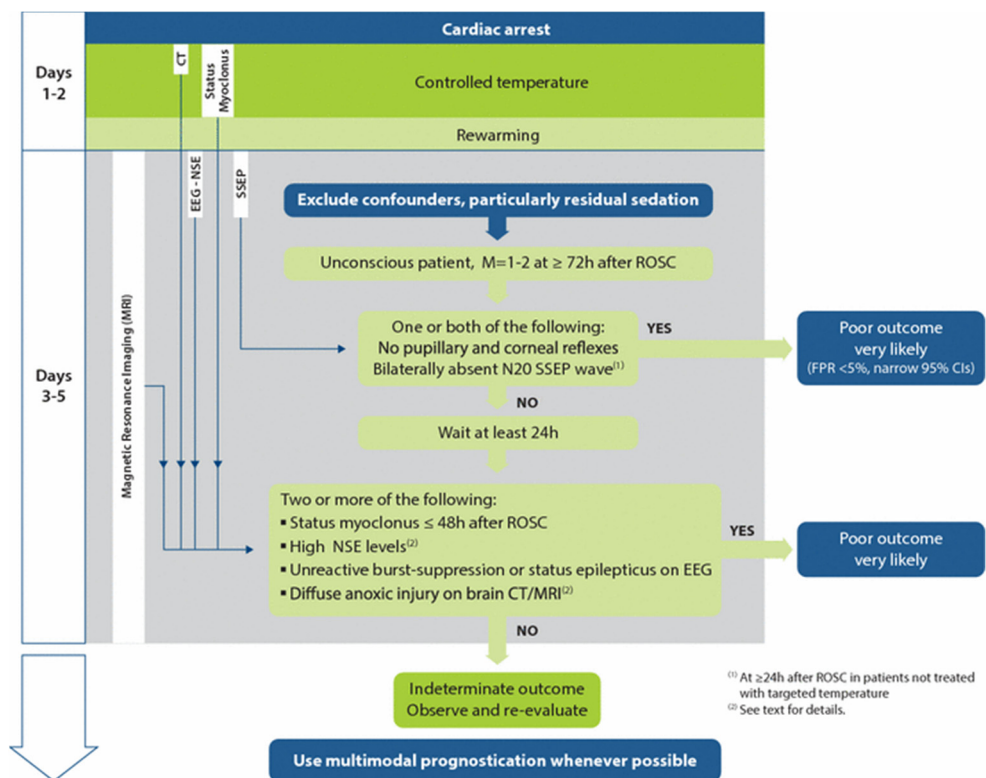 Cardiac arrest
Days
1-2
CT
Status
Myoclonus
Controlled temperature
Rewarming
Days
3-5
Magnetic Resonance Imaging (MRI)
EEG - NSE
SSEP
Exclude confounders, particularly residual sedation
Unconscious patient, M=1-2 at ≥ 72h after ROSC
One or both of the following:
No pupillary and corneal reflexes
Bilaterally absent N20 SSEP wave(1)
YES
Poor outcome
very likely
(FPR <5%, narrow 95% CIs)
NO
Wait at least 24h
Two or more of the following:
▪ Status myoclonus ≤ 48h after ROSC
▪ High NSE levels(2)
▪ Unreactive burst-suppression or status epilepticus on EEG
▪ Diffuse anoxic injury on brain CT/MRI(2)
YES
Poor outcome
very likely
NO
Indeterminate outcome
Observe and re-evaluate
(1) At ≥24h after ROSC in patients not treated
with targeted temperature
(2) See text for details.
Use multimodal prognostication whenever possible